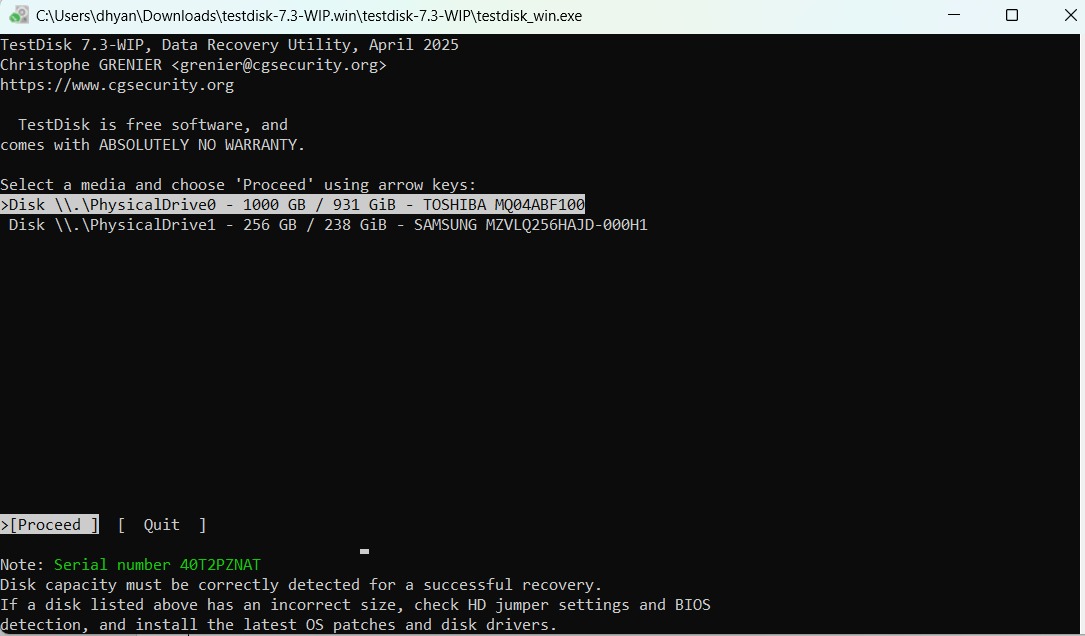 C:\Users\dhyan\Downloads\testdisk-7.3-WIP.win\testdisk-7.3-WIP\testdisk_win.exe
TestDisk 7.3-WIP, Data Recovery Utility, April 2025
Christophe GRENIER <grenier@cgsecurity.org>
https://www.cgsecurity.org
TestDisk is free software, and
comes with ABSOLUTELY NO WARRANTY.
Select a media and choose 'Proceed' using arrow keys:
>Disk \\.\PhysicalDrive0 - 1000 GB / 931 GiB - TOSHIBA MQ04ABF100
Disk \\.\PhysicalDrive1 - 256 GB / 238 GiB - SAMSUNG MZVLQ256HAJD-000H1
>[Proceed ]  [  Quit  ]
Note: Serial number 40T2PZNAT
Disk capacity must be correctly detected for a successful recovery.
If a disk listed above has an incorrect size, check HD jumper settings and BIOS
detection, and install the latest OS patches and disk drivers.